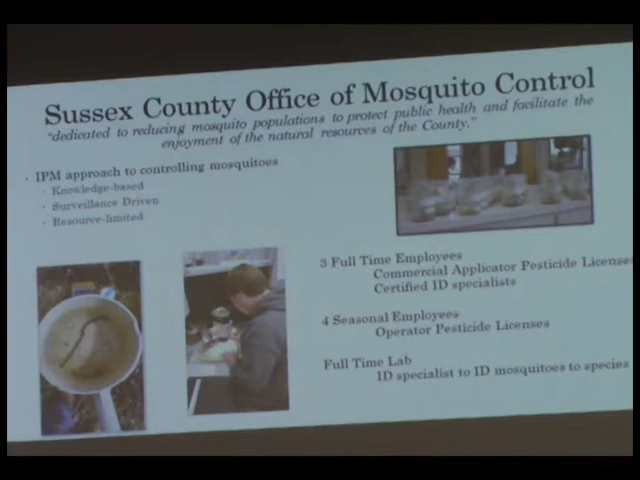 Sussex County Office of Mosquito Control
"dedicated to reducing mosquito populations to protect public health and facilitate the
enjoyment of the natural resources of the County."
· IPM approach to controlling mosquitoes
· Knowledge-based
· Surveillance Driven
· Resource-limited
3 Full Time Employees
Commercial Applicator Pesticide Licenses
Certified ID specialists
4 Seasonal Employees
Operator Pesticide Licenses
Full Time Lab
ID specialist to ID mosquitoes to species